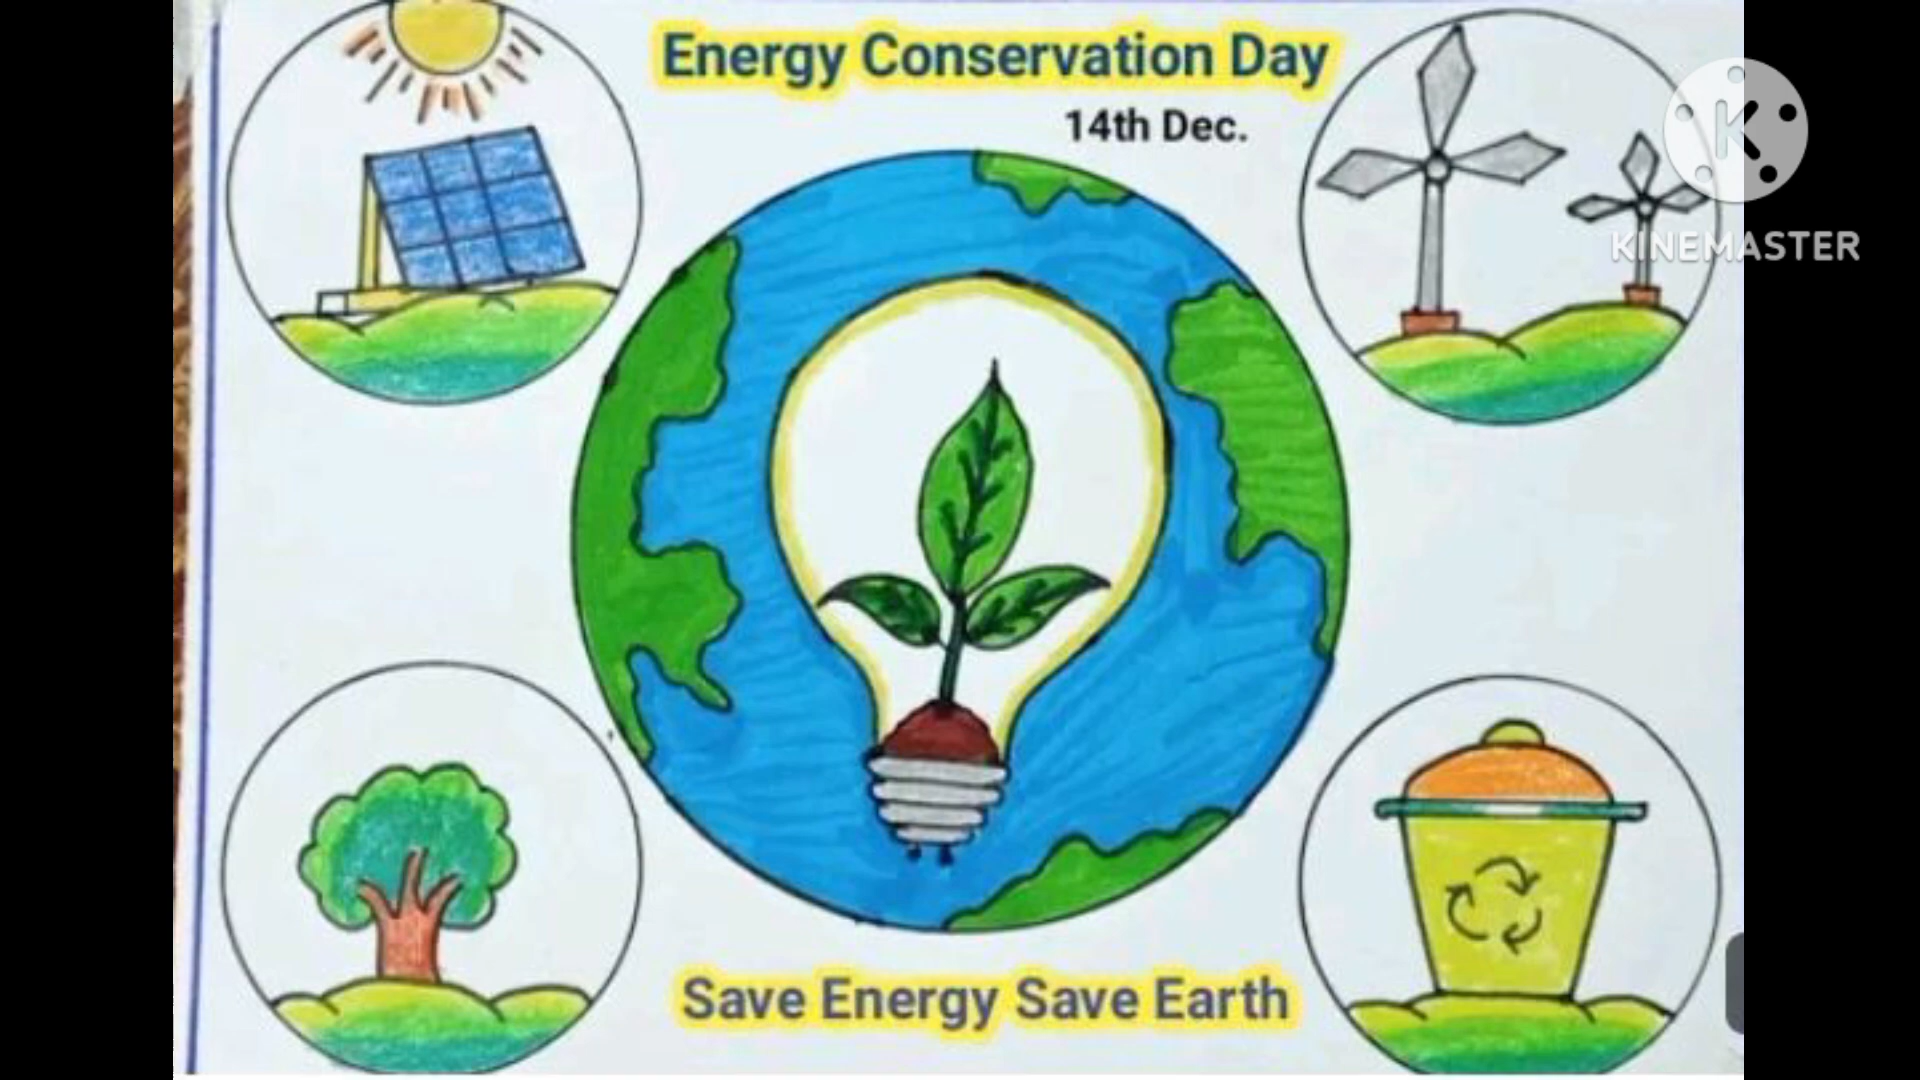 Energy Conservation Day
14th Dec.
K
KINEMASTER
Save Energy Save Earth